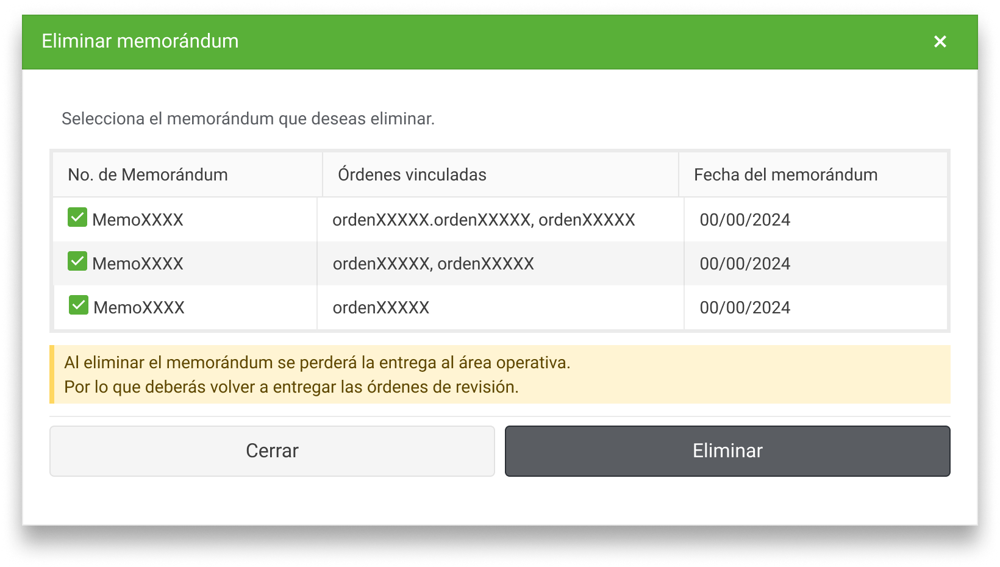 Eliminar memorándum
Selecciona el memorándum que deseas eliminar.
No. de Memorándum Órdenes vinculadas Fecha del memorándum
MemoXXXX ordenXXXXX.ordenXXXXX, ordenXXXXX 00/00/2024
MemoXXXX ordenXXXXX, ordenXXXXX 00/00/2024
MemoXXXX ordenXXXXX 00/00/2024
Al eliminar el memorándum se perderá la entrega al área operativa.
Por lo que deberás volver a entregar las órdenes de revisión.
Cerrar Eliminar